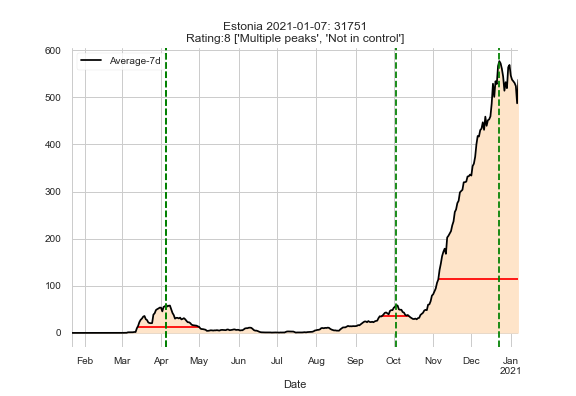 Estonia 2021-01-07: 31751
Rating:8 ['Multiple peaks', 'Not in control']
Average-7d
600
500
400
300
200
100
0
Feb Mar Apr May Jun Jul Aug Sep Oct Nov Dec Jan
2021
Date